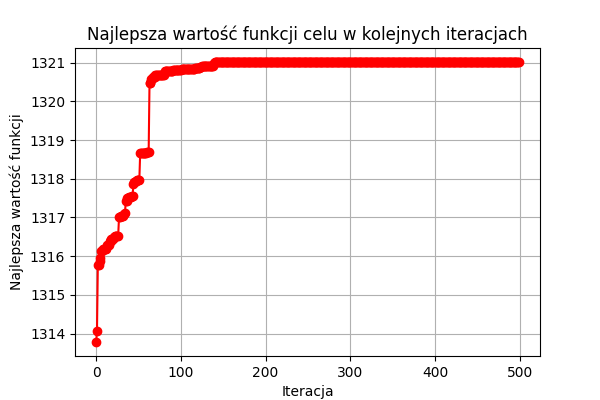 Najlepsza wartość funkcji celu w kolejnych iteracjach
Najlepsza wartość funkcji
1321
1320
1319
1318
1317
1316
1315
1314
0 100 200 300 400 500
Iteracja